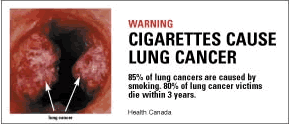 WARNING
CIGARETTES CAUSE
LUNG CANCER
85% of lung cancers are caused by
smoking. 80% of lung cancer victims
die within 3 years.
Health Canada
lung cancer